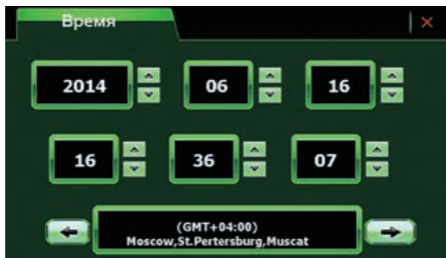 Время
2014 06 16
16 36 07
(GMT+04:00)
Moscow,St.Pertersburg,Muscat